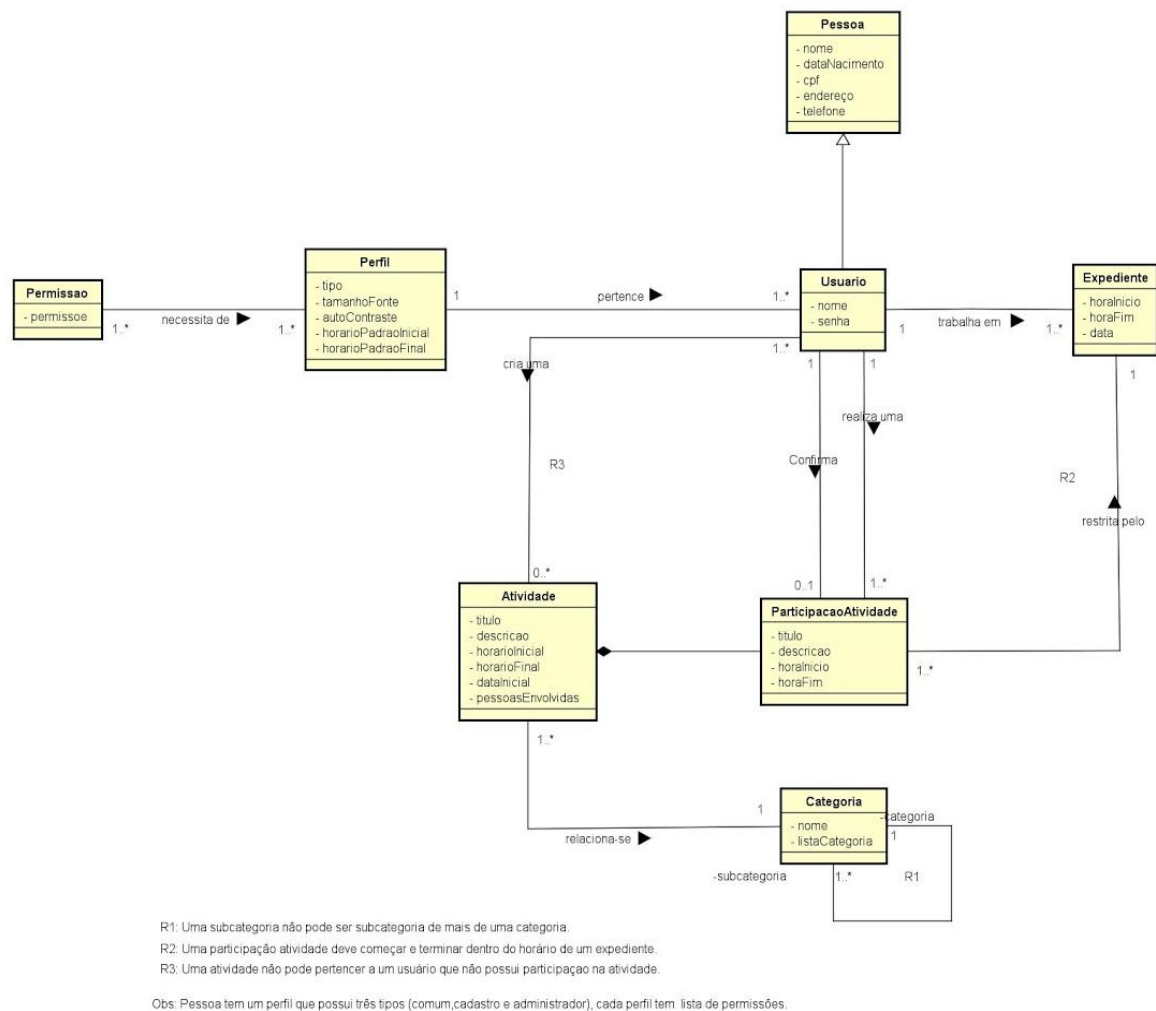 Pessoa
- nome
- dataNacimento
- cpf
- endereço
- telefone
Permissao
- permissoe
1..*
necessita de
1..*
Perfil
- tipo
- tamanhoFonte
- autoContraste
- horarioPadraoInicial
- horarioPadraoFinal
1
pertence
1..*
Usuario
- nome
- senha
1
trabalha em
1..*
Expediente
- horaInicio
- horaFim
- data
1..*
1
1
1
cria uma
realiza uma
Confirma
R3
R2
restrita pelo
0..*
0..1
1..*
Atividade
- titulo
- descricao
- horarioInicial
- horarioFinal
- dataInicial
- pessoasEnvolvidas
ParticipacaoAtividade
- titulo
- descricao
- horaInicio
- horaFim
1..*
1..*
1
relaciona-se
Categoria
- nome
- listaCategoria
-categoria
1
-subcategoria
1..*
R1
R1: Uma subcategoria não pode ser subcategoria de mais de uma categoria.
R2: Uma participação atividade deve começar e terminar dentro do horário de um expediente.
R3: Uma atividade não pode pertencer a um usuário que não possui participaçao na atividade.
Obs: Pessoa tem um perfil que possui três tipos (comum,cadastro e administrador), cada perfil tem lista de permissões.